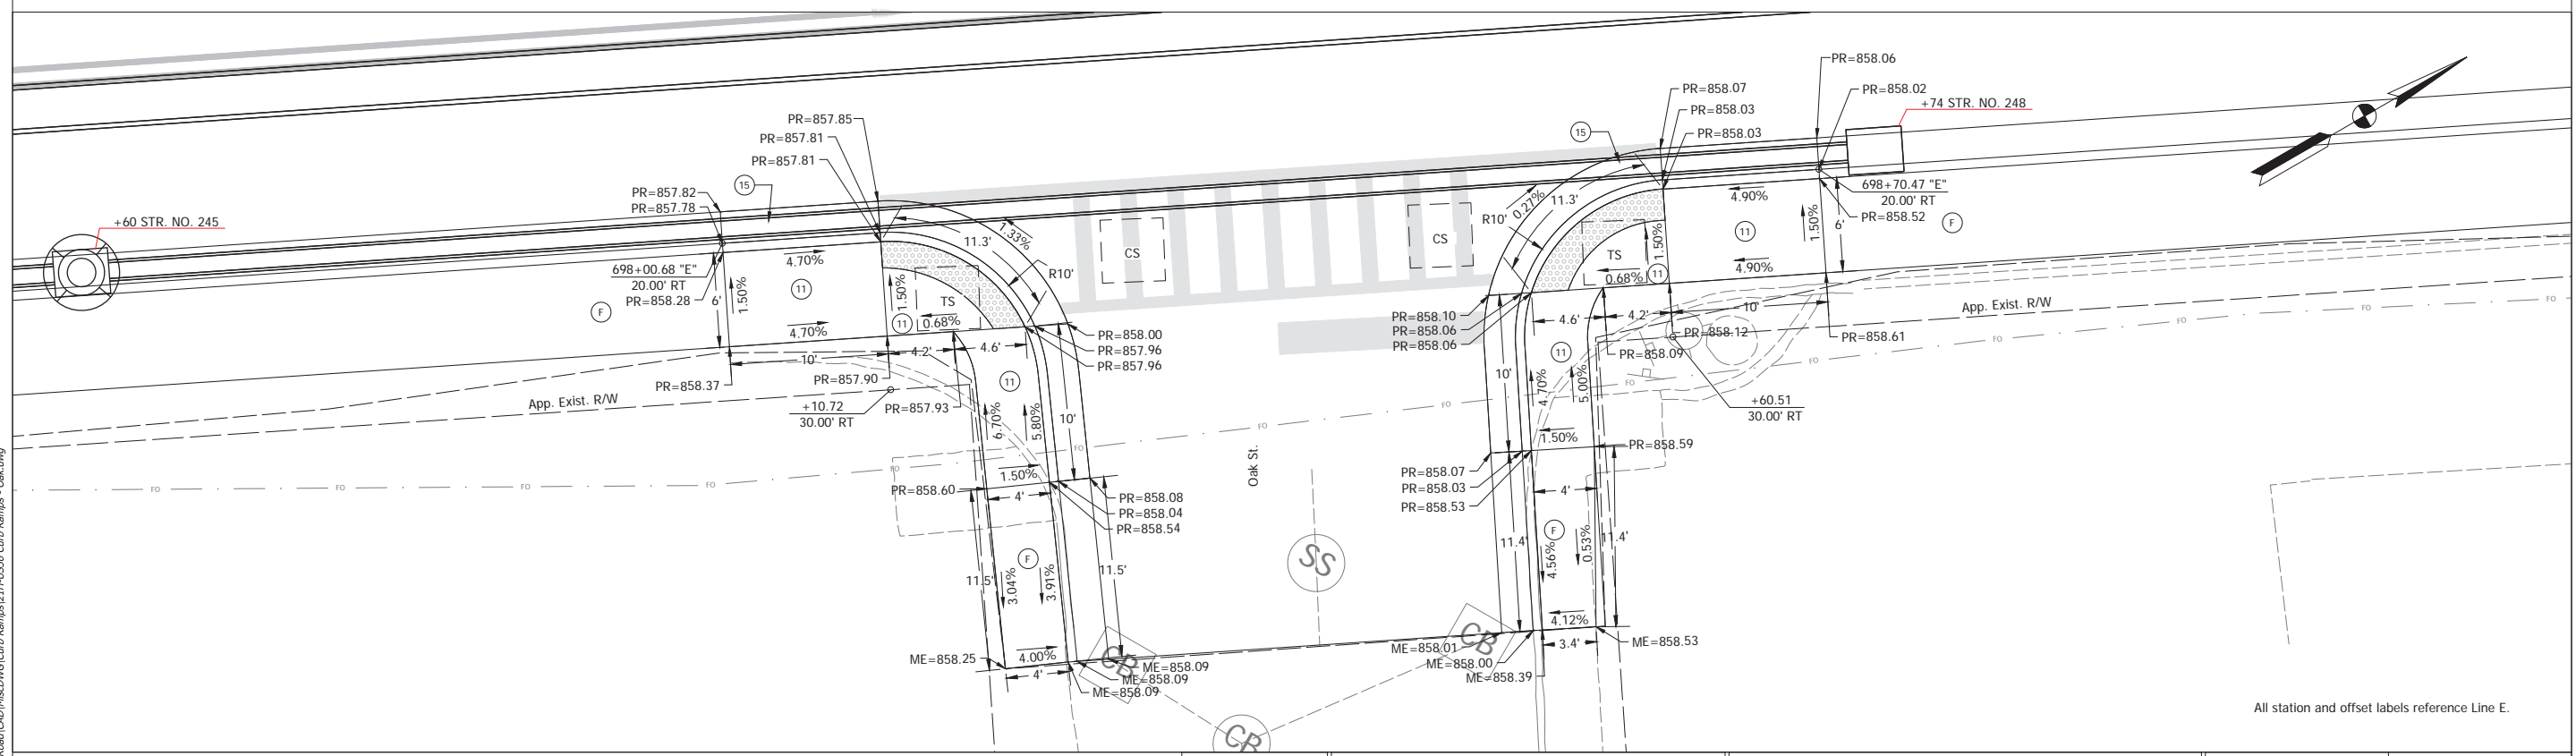 PR=858.06
PR=858.07
PR=858.02
+74 STR. NO. 248
PR=858.03
PR=857.85
15
PR=858.03
PR=857.81
PR=857.81
15
PR=857.82
PR=857.78
+60 STR. NO. 245
698+00.68 "E"
20.00' RT
PR=858.28
F
6'
1.50%
4.70%
11
4.70%
10'
PR=858.37
11.3'
1.33%
R10'
1.50%
TS
11
0.68%
4.2'
4.6'
PR=857.90
PR=857.93
+10.72
30.00' RT
PR=858.00
PR=857.96
PR=857.96
CS
CS
R10'
0.27%
11.3'
TS
1.50%
0.68%
11
4.90%
11
4.90%
1.50%
6'
698+70.47 "E"
20.00' RT
PR=858.52
F
PR=858.10
PR=858.06
PR=858.06
4.6'
4.2'
10'
PR=858.12
PR=858.09
PR=858.61
App. Exist. R/W
App. Exist. R/W
FO
FO
FO
FO
FO
FO
FO
FO
FO
FO
FO
FO
FO
11
6.70%
5.80%
10'
1.50%
PR=858.60
4'
PR=858.08
PR=858.04
PR=858.54
11.5'
F
3.04%
3.91%
11.5'
4.00%
4'
ME=858.25
ME=858.09
ME=858.09
ME=858.09
CB
Oak St.
SS
CB
CB
11
10'
4.70%
5.00%
1.50%
PR=858.59
+60.51
30.00' RT
PR=858.07
PR=858.03
PR=858.53
4'
F
11.4'
4.56%
0.53%
11.4'
4.12%
3.4'
ME=858.01
ME=858.00
ME=858.39
ME=858.53
All station and offset labels reference Line E.